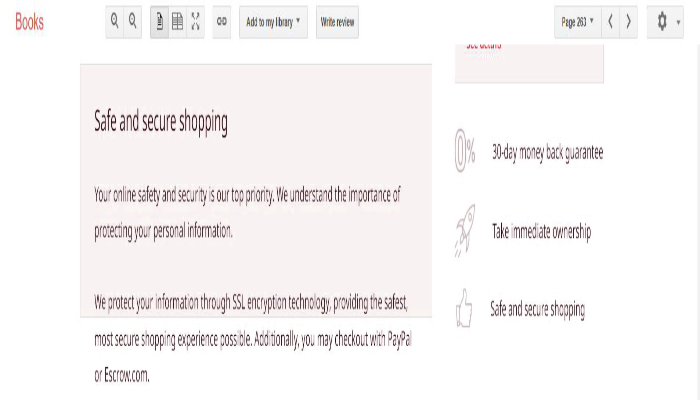 Books
Add to my library
Write review
Page 263
Safe and secure shopping
Your online safety and security is our top priority. We understand the importance of
protecting your personal information.
We protect your information through SSL encryption technology, providing the safest,
most secure shopping experience possible. Additionally, you may checkout with PayPal
or Escrow.com.
See details
0%
30-day money back guarantee
Take immediate ownership
Safe and secure shopping